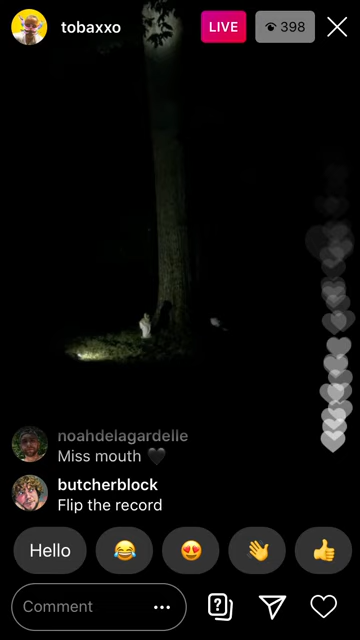 tobaxxo
LIVE
398
noahdelagardelle
Miss mouth 🖤
butcherblock
Flip the record
Hello
Comment